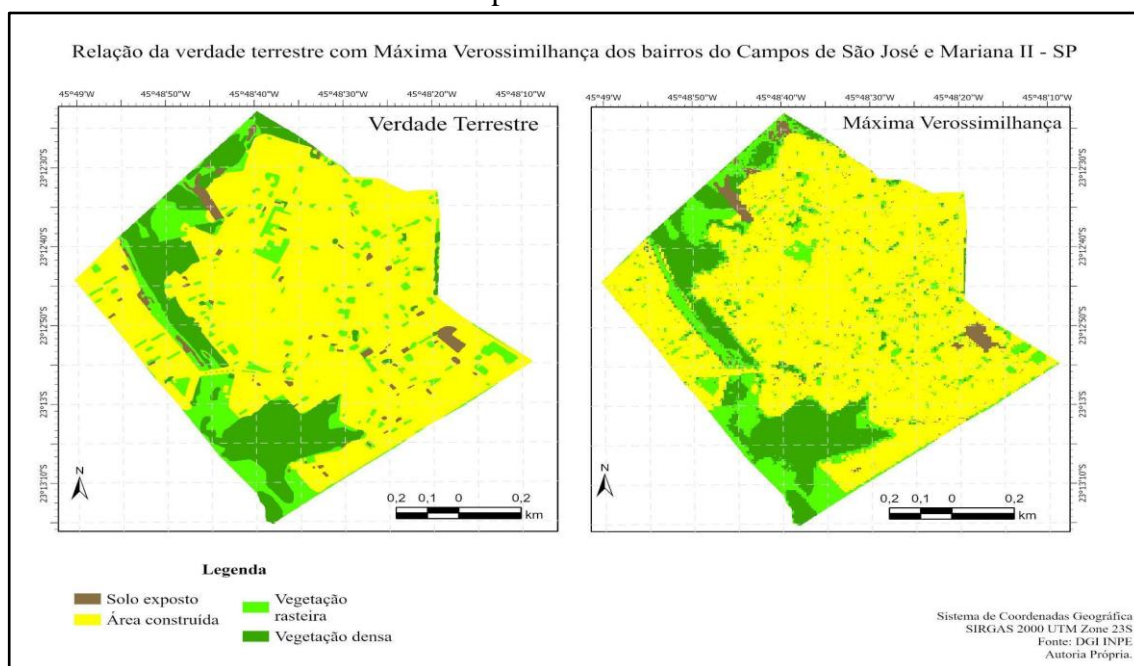 Relação da verdade terrestre com Máxima Verossimilhança dos bairros do Campos de São José e Mariana II - SP
45°49'W 45°48'50"W 45°48'40"W 45°48'30"W 45°48'20"W 45°48'10"W
Verdade Terrestre
23°12'30"S
23°12'40"S
23°12'50"S
23°13'S
23°13'10"S
N
0,2 0,1 0 0,2
km
45°49'W 45°48'50"W 45°48'40"W 45°48'30"W 45°48'20"W 45°48'10"W
Máxima Verossimilhança
23°12'30"S
23°12'40"S
23°12'50"S
23°13'S
23°13'10"S
N
0,2 0,1 0 0,2
km
Legenda
Solo exposto
Área construída
Vegetação
rasteira
Vegetação densa
Sistema de Coordenadas Geográfica
SIRGAS 2000 UTM Zone 23S
Fonte: DGI INPE
Autoria Própria.